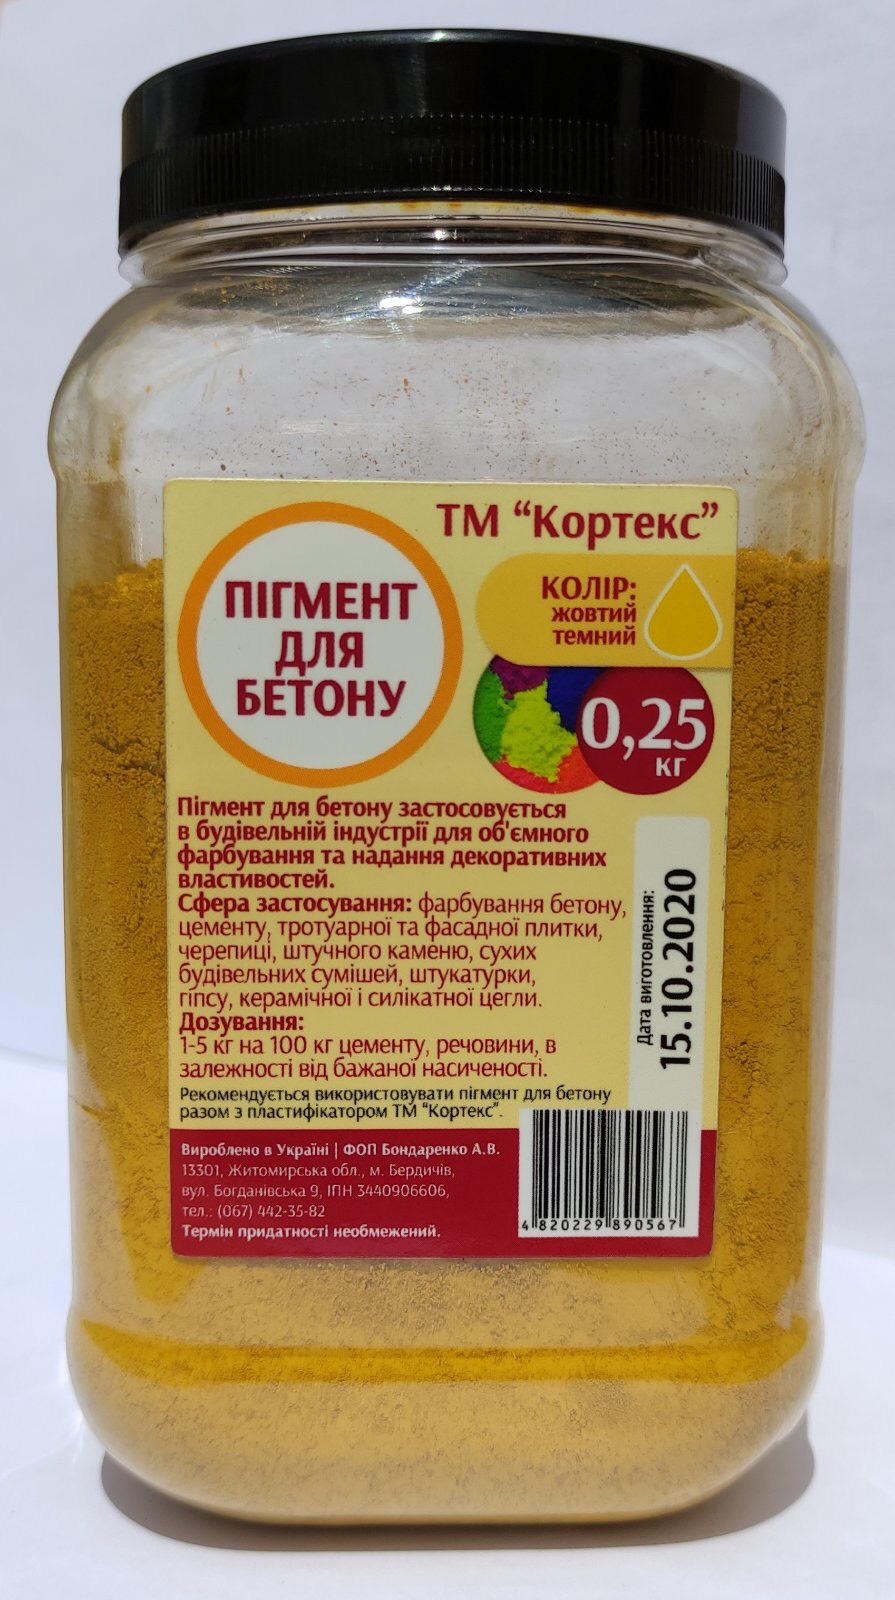 ТМ “Кортекс”
ПІГМЕНТ
ДЛЯ
БЕТОНУ
КОЛІР:
жовтий
темний
0,25
кг
Пігмент для бетону застосовується
в будівельній індустрії для об'ємного
фарбування та надання декоративних
властивостей.
Сфера застосування: фарбування бетону,
цементу, тротуарної та фасадної плитки,
черепиці, штучного каменю, сухих
будівельних сумішей, штукатурки,
гіпсу, керамічної і силікатної цегли.
Дозування:
1-5 кг на 100 кг цементу, речовини, в
залежності від бажаної насиченості.
Рекомендується використовувати пігмент для бетону
разом з пластифікатором ТМ “Кортекс”.
Дата виготовлення:
15.10.2020
Вироблено в Україні | ФОП Бондаренко А.В.
13301, Житомирська обл., м. Бердичів,
вул. Богданівська 9, ІПН 3440906606,
тел.: (067) 442-35-82
Термін придатності необмежений.
4 820229 890567